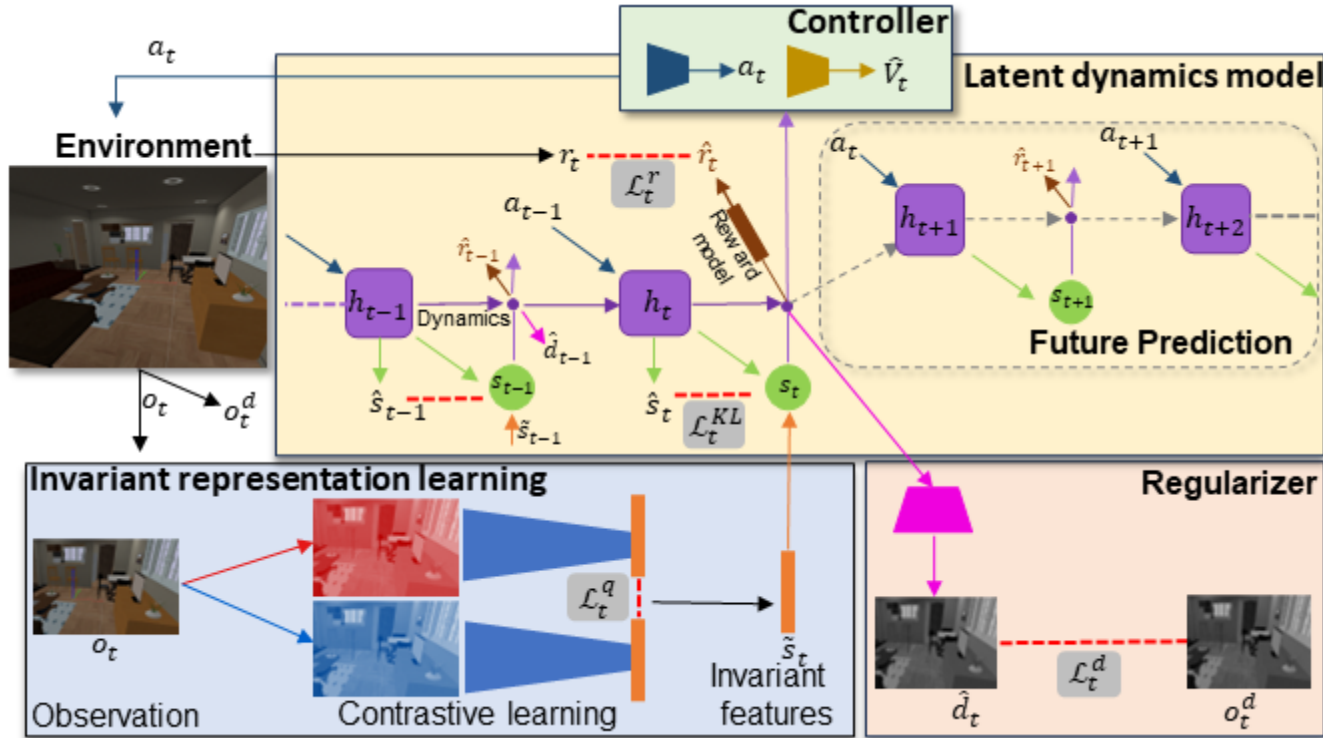 Controller
a_t
V̂_t
a_t
Latent dynamics model
Environment
r_t
r̂_t
ℒ_t^r
a_{t-1}
Reward
model
a_t
r̂_{t+1}
a_{t+1}
h_{t+1}
h_{t+2}
s_{t+1}
Future Prediction
r̂_{t-1}
h_{t-1}
Dynamics
d̂_{t-1}
h_t
ŝ_{t-1}
s_{t-1}
s̃_{t-1}
ŝ_t
ℒ_t^{KL}
s_t
o_t
o_t^d
Invariant representation learning
o_t
Observation
ℒ_t^q
Contrastive learning
s̃_t
Invariant
features
Regularizer
d̂_t
ℒ_t^d
o_t^d